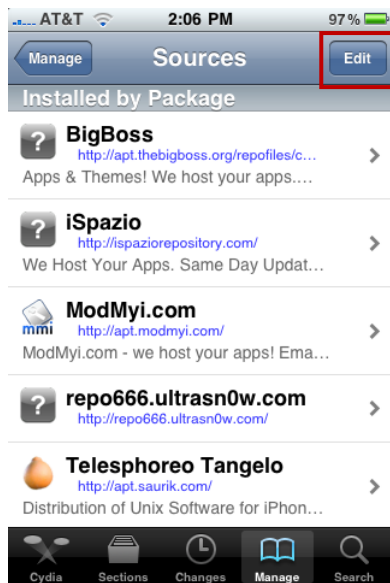 AT&T 2:06 PM 97%
Manage Sources Edit
Installed by Package
BigBoss
http://apt.thebigboss.org/repofiles/c...
Apps & Themes! We host your apps....
iSpazio
http://ispaziorepository.com/
We Host Your Apps. Same Day Updat...
mmi
ModMyi.com
http://apt.modmyi.com/
ModMyi.com - we host your apps! Ema...
repo666.ultrasn0w.com
http://repo666.ultrasn0w.com/
Telesphoreo Tangelo
http://apt.saurik.com/
Distribution of Unix Software for iPhon...
Cydia Sections Changes Manage Search